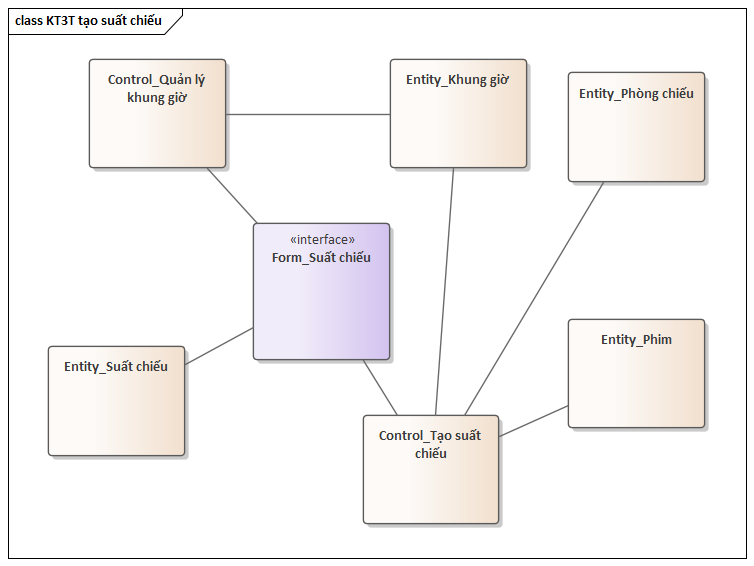 class KT3T tạo suất chiếu
Control_Quản lý
khung giờ
Entity_Khung giờ
Entity_Phòng chiếu
«interface»
Form_Suất chiếu
Entity_Suất chiếu
Entity_Phim
Control_Tạo suất
chiếu